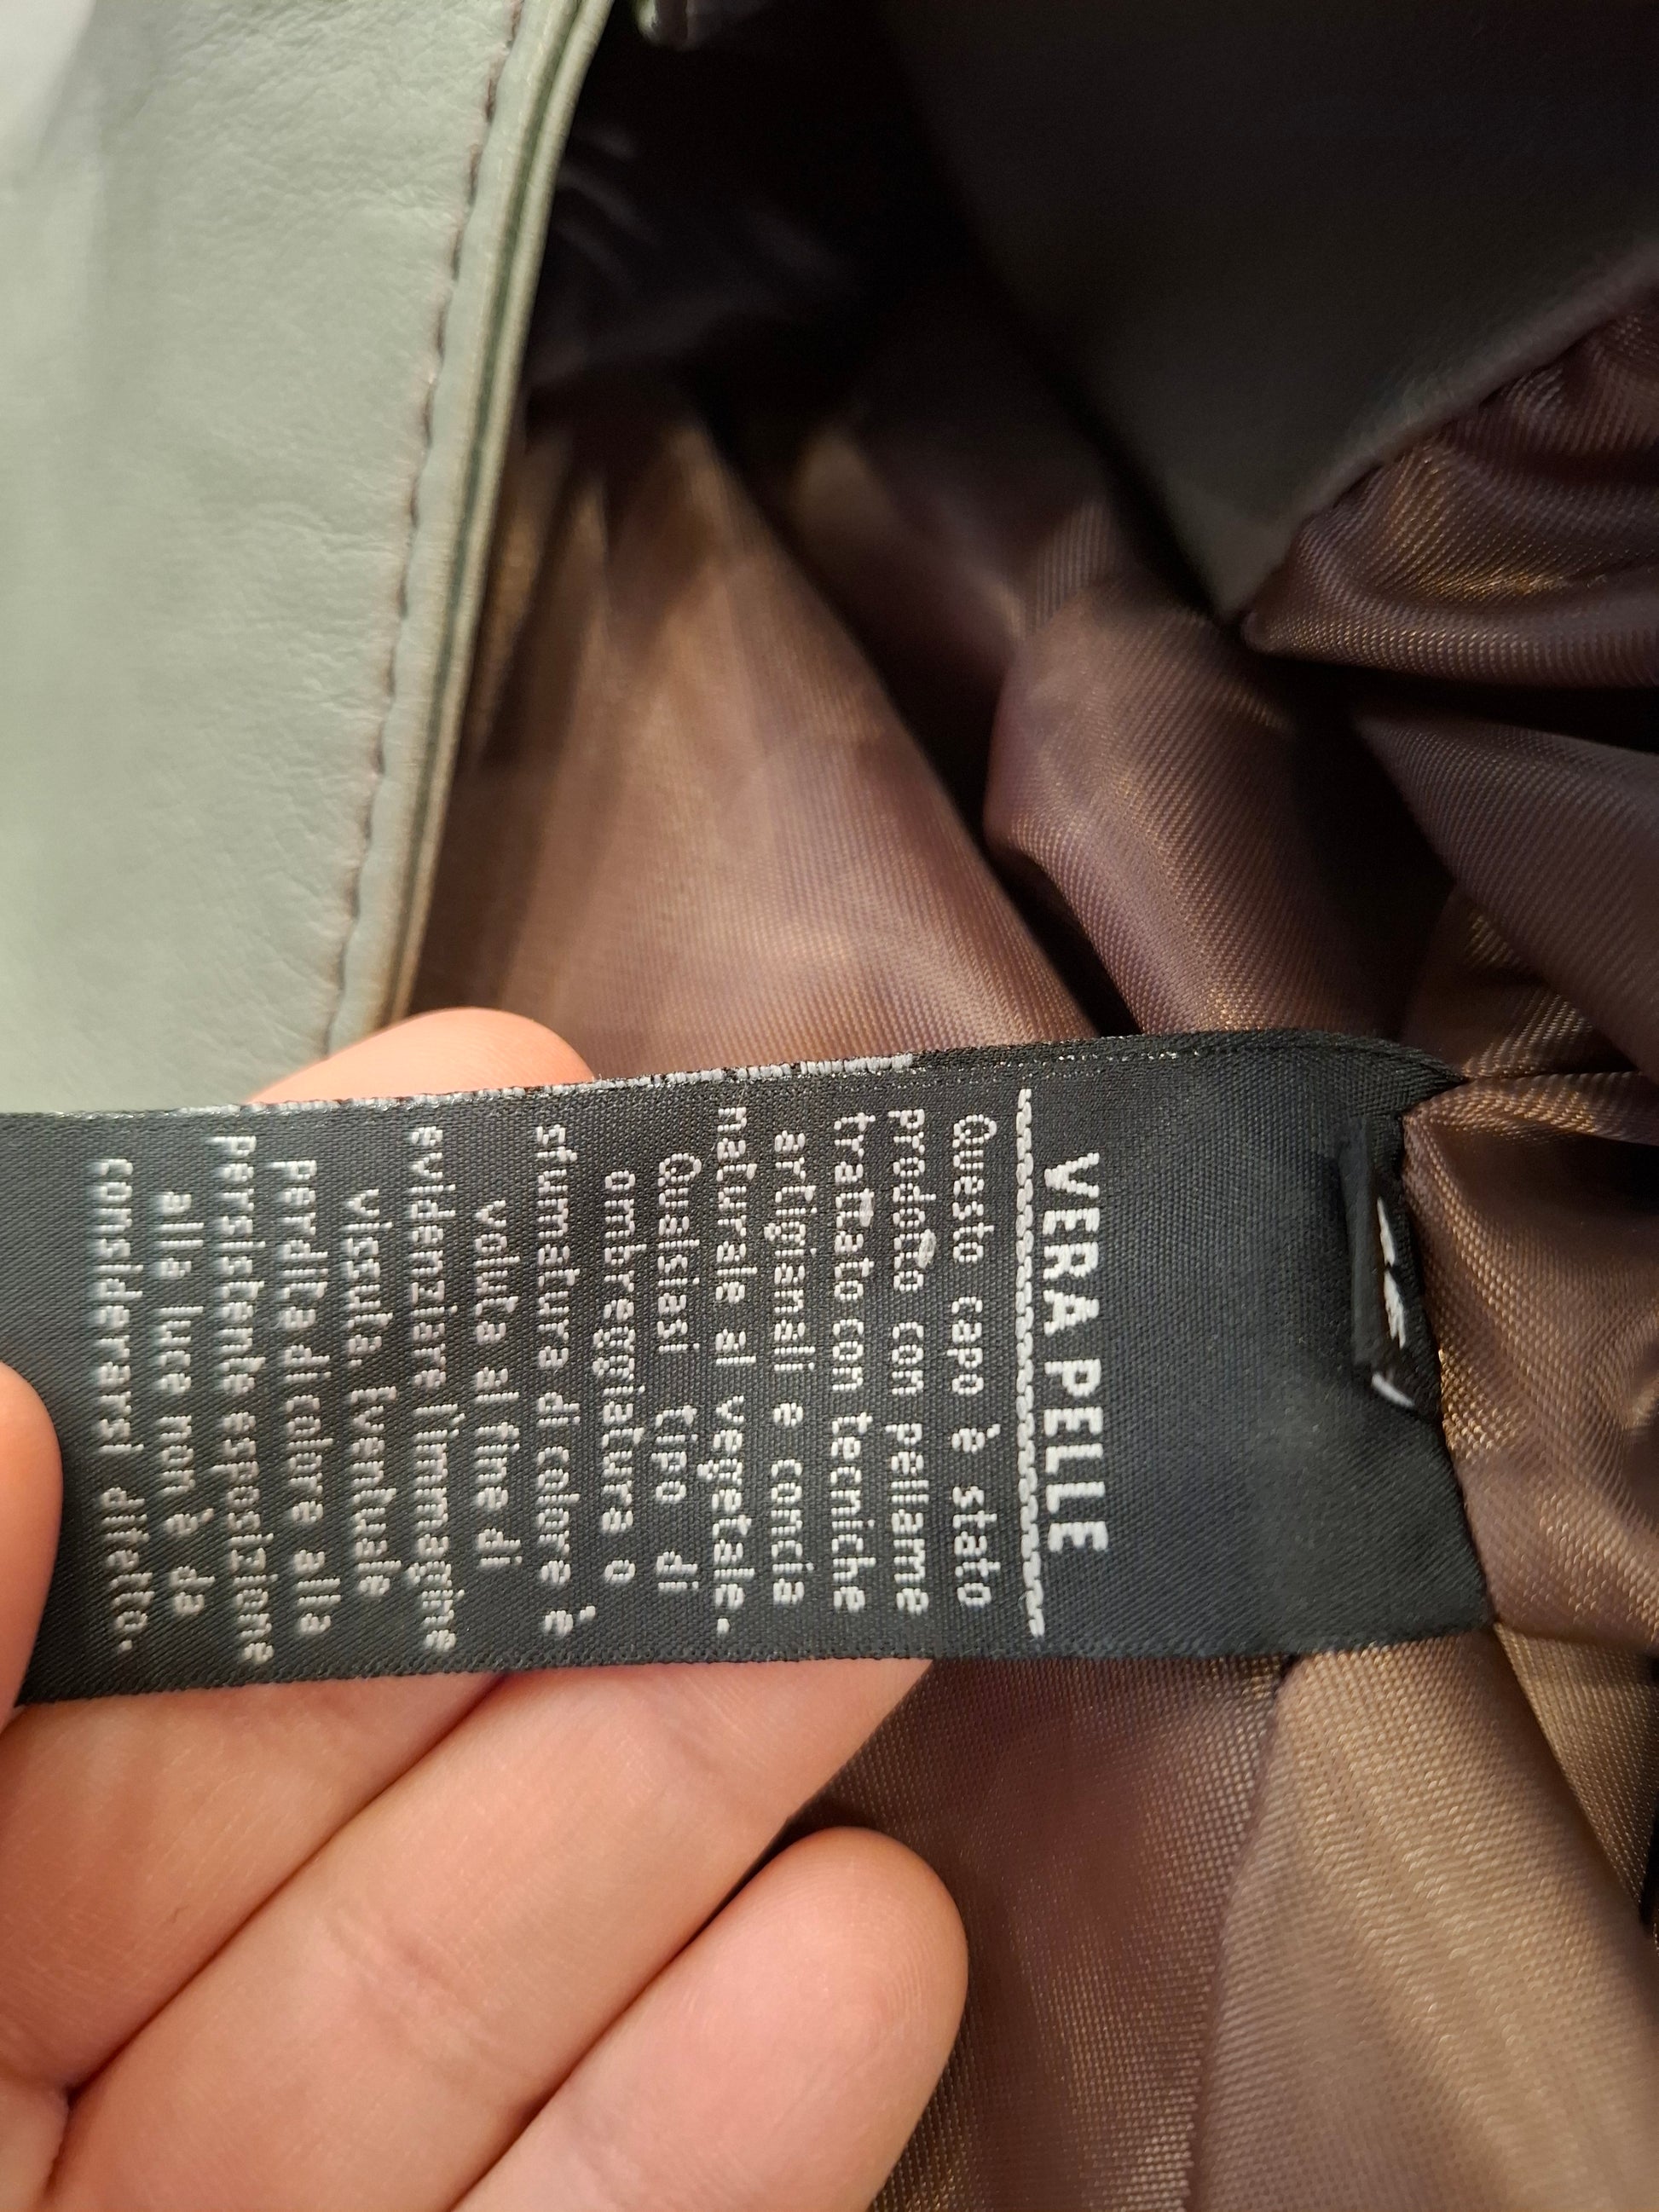 VERA PELLE
Questo capo è stato
prodotto con pellame
trattato con tecniche
artigianali e concia
naturale al vegetale.
Qualsiasi tipo di
ombreggiatura o
sfumatura di colore è
voluta al fine di
evidenziare l'immagine
vissuta. Eventuale
perdita di colore alla
persistente esposizione
alla luce non è da
considerarsi difetto.